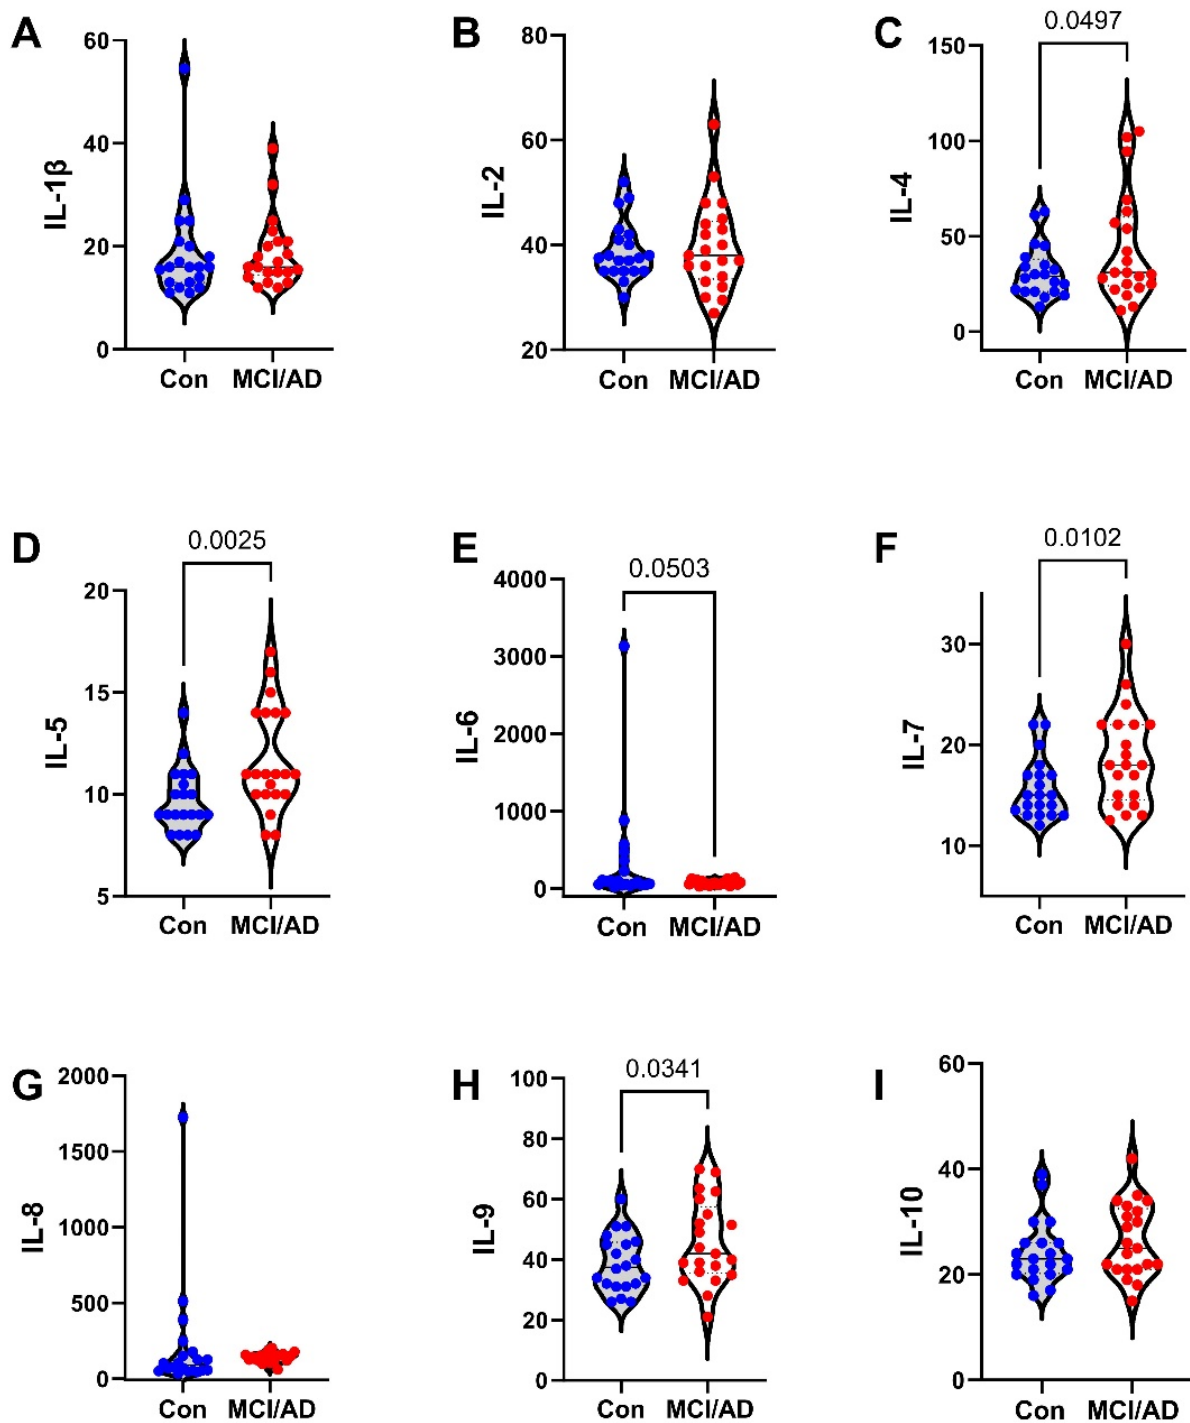 A
60
40
20
0
IL-1β
Con MCI/AD
B
80
60
40
20
IL-2
Con MCI/AD
C
0.0497
150
100
50
0
IL-4
Con MCI/AD
D
0.0025
20
15
10
5
IL-5
Con MCI/AD
E
0.0503
4000
3000
2000
1000
0
IL-6
Con MCI/AD
F
0.0102
30
20
10
IL-7
Con MCI/AD
G
2000
1500
1000
500
0
IL-8
Con MCI/AD
H
0.0341
100
80
60
40
20
0
IL-9
Con MCI/AD
I
60
40
20
0
IL-10
Con MCI/AD